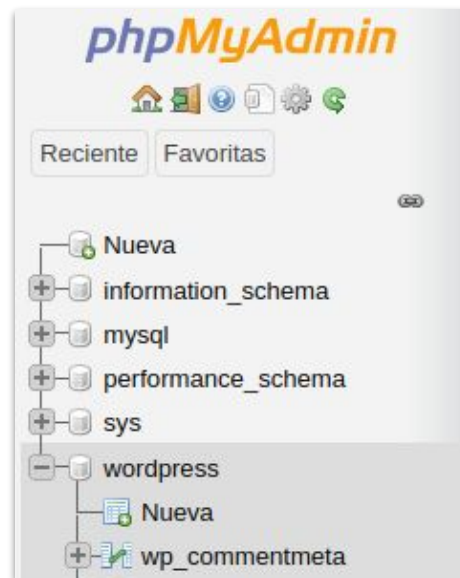 phpMyAdmin
Reciente Favoritas
Nueva
information_schema
mysql
performance_schema
sys
wordpress
Nueva
wp_commentmeta